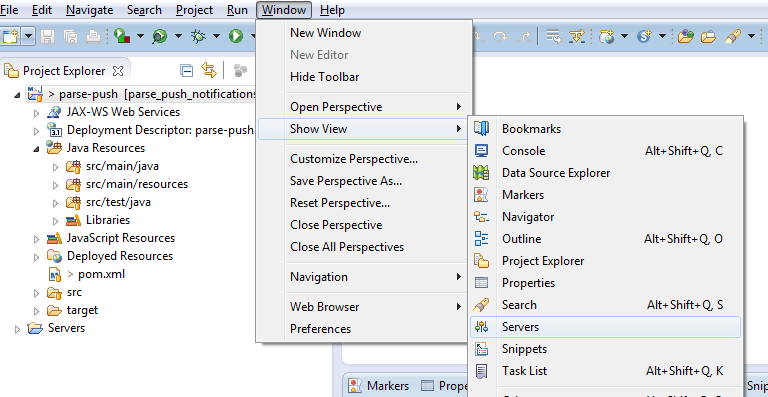 File Edit Navigate Search Project Run Window Help
Project Explorer
> parse-push [parse_push_notifications
JAX-WS Web Services
Deployment Descriptor: parse-push
Java Resources
src/main/java
src/main/resources
src/test/java
Libraries
JavaScript Resources
Deployed Resources
> pom.xml
src
target
Servers
New Window
New Editor
Hide Toolbar
Open Perspective
Show View
Customize Perspective...
Save Perspective As...
Reset Perspective...
Close Perspective
Close All Perspectives
Navigation
Web Browser
Preferences
Bookmarks
Console Alt+Shift+Q, C
Data Source Explorer
Markers
Navigator
Outline Alt+Shift+Q, O
Project Explorer
Properties
Search Alt+Shift+Q, S
Servers
Snippets
Task List Alt+Shift+Q, K
Markers Prope Snip